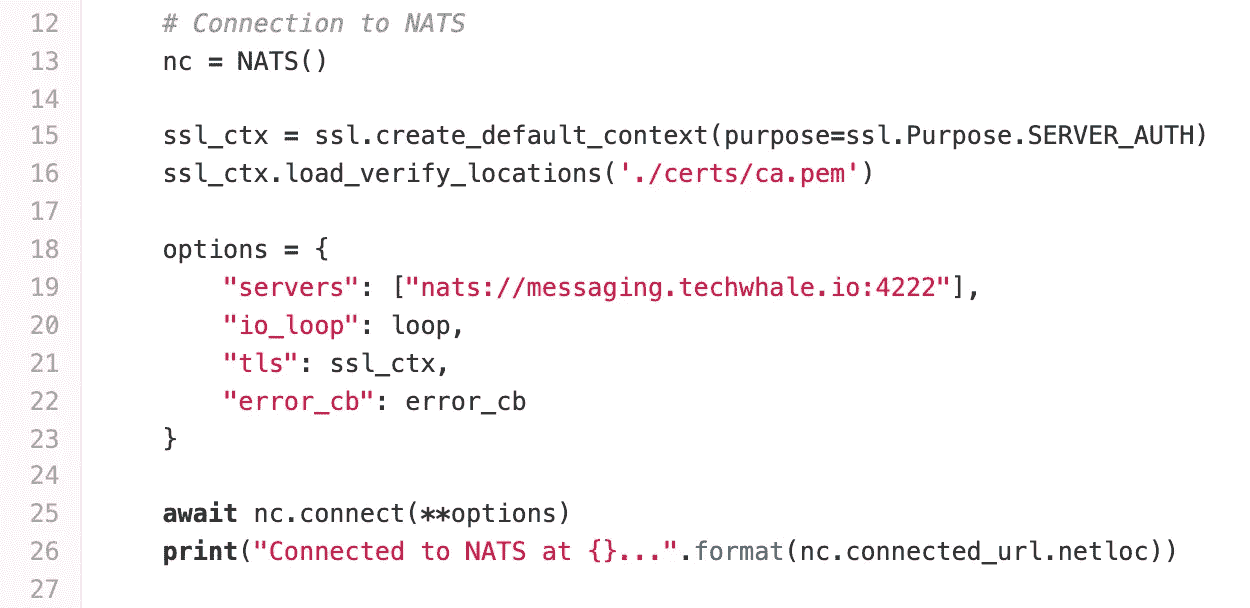 12 # Connection to NATS
13 nc = NATS()
14
15 ssl_ctx = ssl.create_default_context(purpose=ssl.Purpose.SERVER_AUTH)
16 ssl_ctx.load_verify_locations('./certs/ca.pem')
17
18 options = {
19 "servers": ["nats://messaging.techwhale.io:4222"],
20 "io_loop": loop,
21 "tls": ssl_ctx,
22 "error_cb": error_cb
23 }
24
25 await nc.connect(**options)
26 print("Connected to NATS at {}...".format(nc.connected_url.netloc))
27